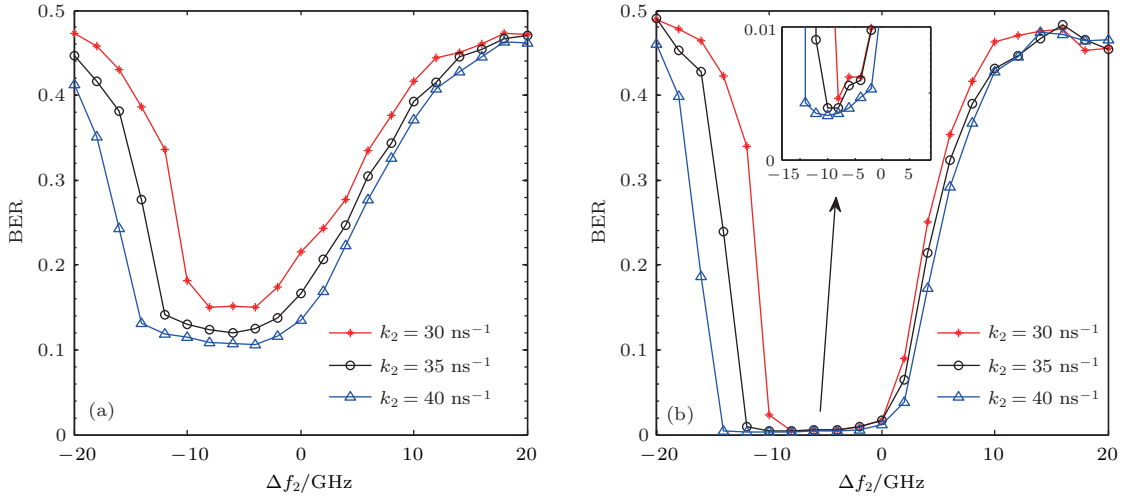 0.5
0.4
0.3
0.2
0.1
0
BER
−20
−10
0
10
20
Δf₂/GHz
(a)
k₂ = 30 ns⁻¹
k₂ = 35 ns⁻¹
k₂ = 40 ns⁻¹
0.5
0.4
0.3
0.2
0.1
0
BER
−20
−10
0
10
20
Δf₂/GHz
(b)
k₂ = 30 ns⁻¹
k₂ = 35 ns⁻¹
k₂ = 40 ns⁻¹
0.01
0
−15
−10
−5
0
5